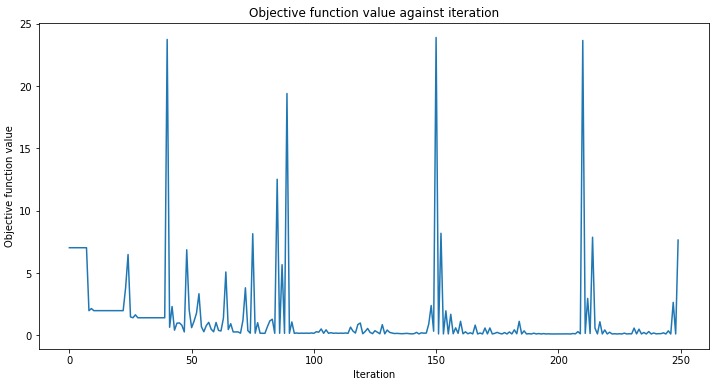 Objective function value against iteration
25
20
15
10
5
0
Objective function value
0 50 100 150 200 250
Iteration